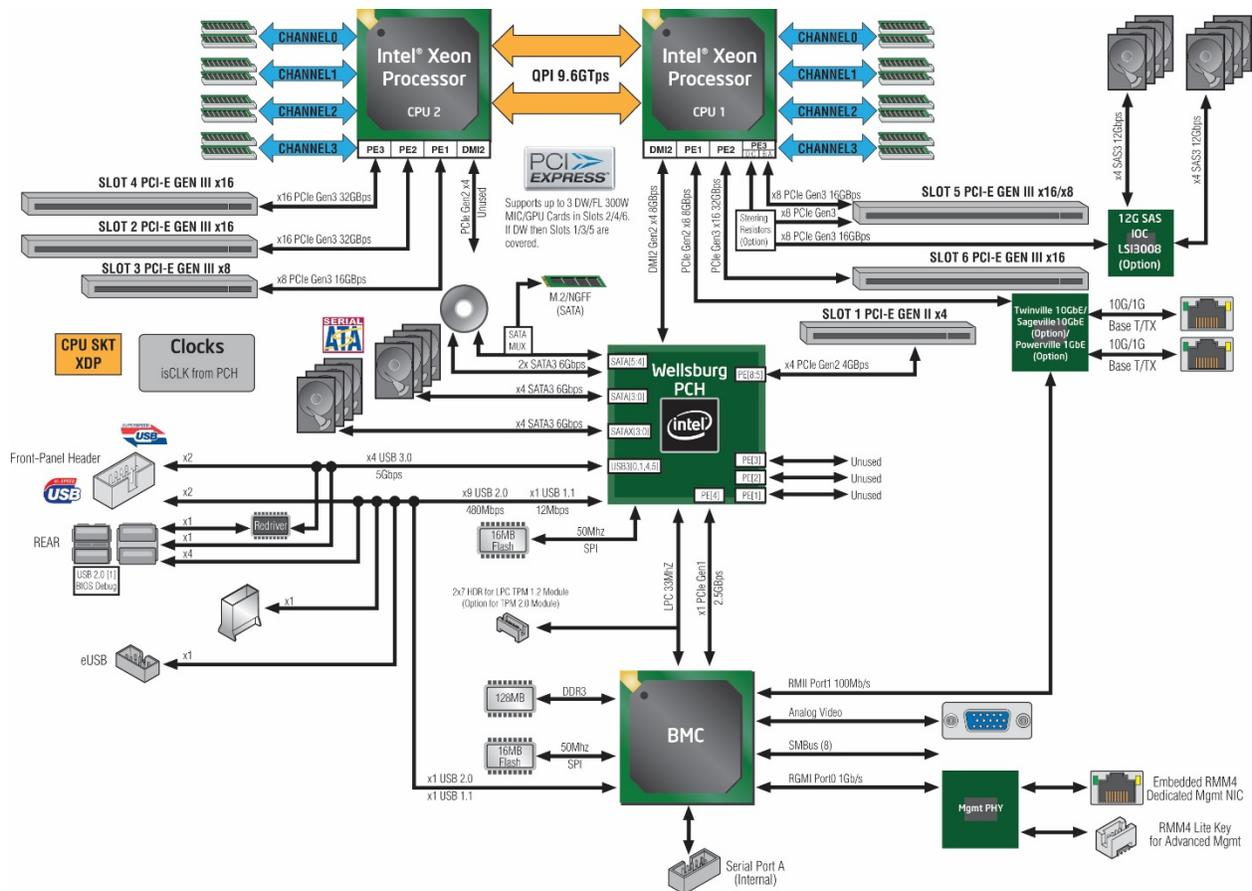 CHANNEL0
CHANNEL1
CHANNEL2
CHANNEL3
Intel® Xeon
Processor
CPU 2
PE3 PE2 PE1 DMI2
QPI 9.6GTps
Intel® Xeon
Processor
CPU 1
DMI2 PE1 PE2 PE3
CHANNEL0
CHANNEL1
CHANNEL2
CHANNEL3
x4 SAS3 12Gbps
x4 SAS3 12Gbps
PCI
EXPRESS
Supports up to 3 DW/FL 300W
MIC/GPU Cards in Slots 2/4/6.
If DW then Slots 1/3/5 are
covered.
SLOT 4 PCI-E GEN III x16
x16 PCIe Gen3 32GBps
SLOT 2 PCI-E GEN III x16
x16 PCIe Gen3 32GBps
SLOT 3 PCI-E GEN III x8
x8 PCIe Gen3 16GBps
PCIe Gen2 x4
Unused
DMI2 Gen2 x4 8GBps
PCIe Gen2 x8 8GBps
PCIe Gen3 x16 32GBps
x8 PCIe Gen3 16GBps
SLOT 5 PCI-E GEN III x16/x8
Steering
Resistors
(Option)
x8 PCIe Gen3
x8 PCIe Gen3 16GBps
12G SAS
IOC
LSI3008
(Option)
SLOT 6 PCI-E GEN III x16
SLOT 1 PCI-E GEN II x4
x4 PCIe Gen2 4GBps
Twinville 10GbE/
Sageville10GbE
(Option)/
Powerville 1GbE
(Option)
10G/1G
Base T/TX
10G/1G
Base T/TX
CPU SKT
XDP
Clocks
isCLK from PCH
SERIAL
ATA
M.2/NGFF
(SATA)
SATA
MUX
2x SATA3 6Gbps
x4 SATA3 6Gbps
x4 SATA3 6Gbps
Wellsburg
PCH
intel
SATA[5:4]
SATA[3:0]
SATAX[3:0]
USB3[0,1,4,5]
PE[8:5]
PE[3]
PE[2]
PE[1]
PE[4]
Unused
Unused
Unused
SUPERSPEED
USB
Front-Panel Header
HI-SPEED
USB
x2
x4 USB 3.0
5Gbps
x2
x9 USB 2.0
480Mbps
x1 USB 1.1
12Mbps
REAR
x1
Redriver
x1
x4
USB 2.0 [1]
BIOS Debug
x1
eUSB
x1
16MB
Flash
50Mhz
SPI
2x7 HDR for LPC TPM 1.2 Module
(Option for TPM 2.0 Module)
LPC 33MhZ
x1 PCIe Gen1
2.5GBps
128MB
DDR3
16MB
Flash
50Mhz
SPI
x1 USB 2.0
x1 USB 1.1
BMC
RMII Port1 100Mb/s
Analog Video
SMBus (8)
RGMI Port0 1Gb/s
Mgmt PHY
Embedded RMM4
Dedicated Mgmt NIC
RMM4 Lite Key
for Advanced Mgmt
Serial Port A
(Internal)